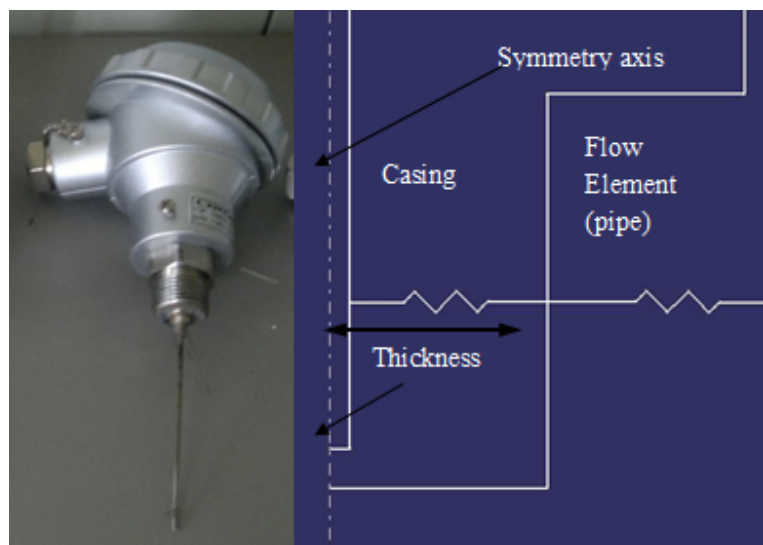 Symmetry axis
Casing
Flow
Element
(pipe)
Thickness